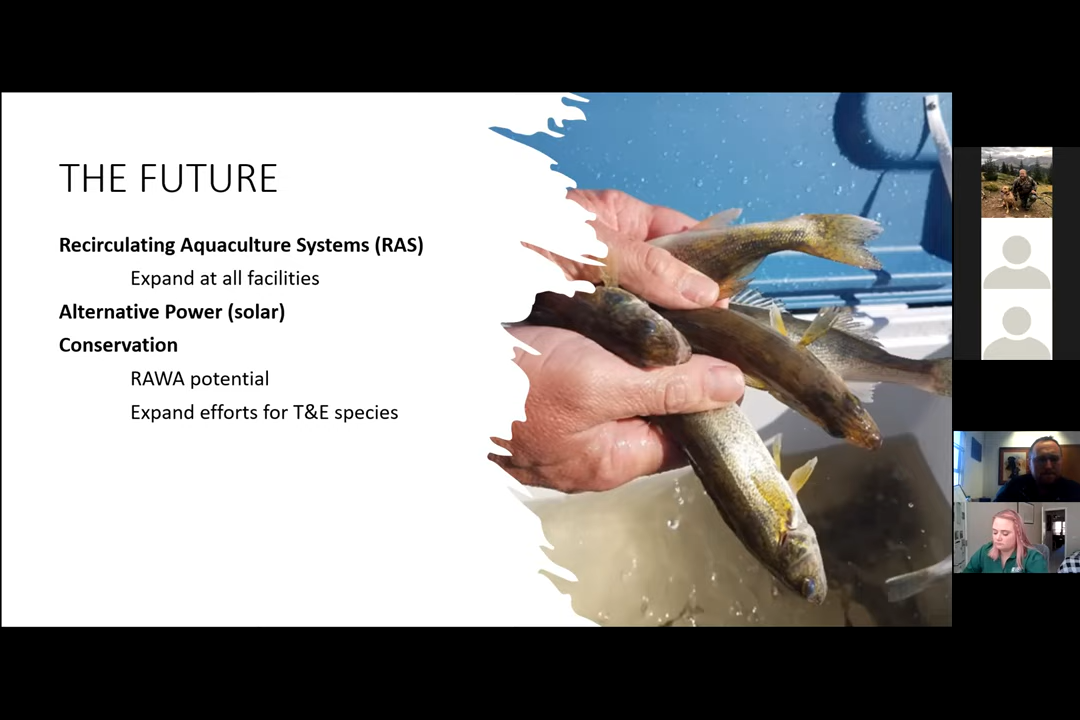 THE FUTURE
Recirculating Aquaculture Systems (RAS)
Expand at all facilities
Alternative Power (solar)
Conservation
RAWA potential
Expand efforts for T&E species